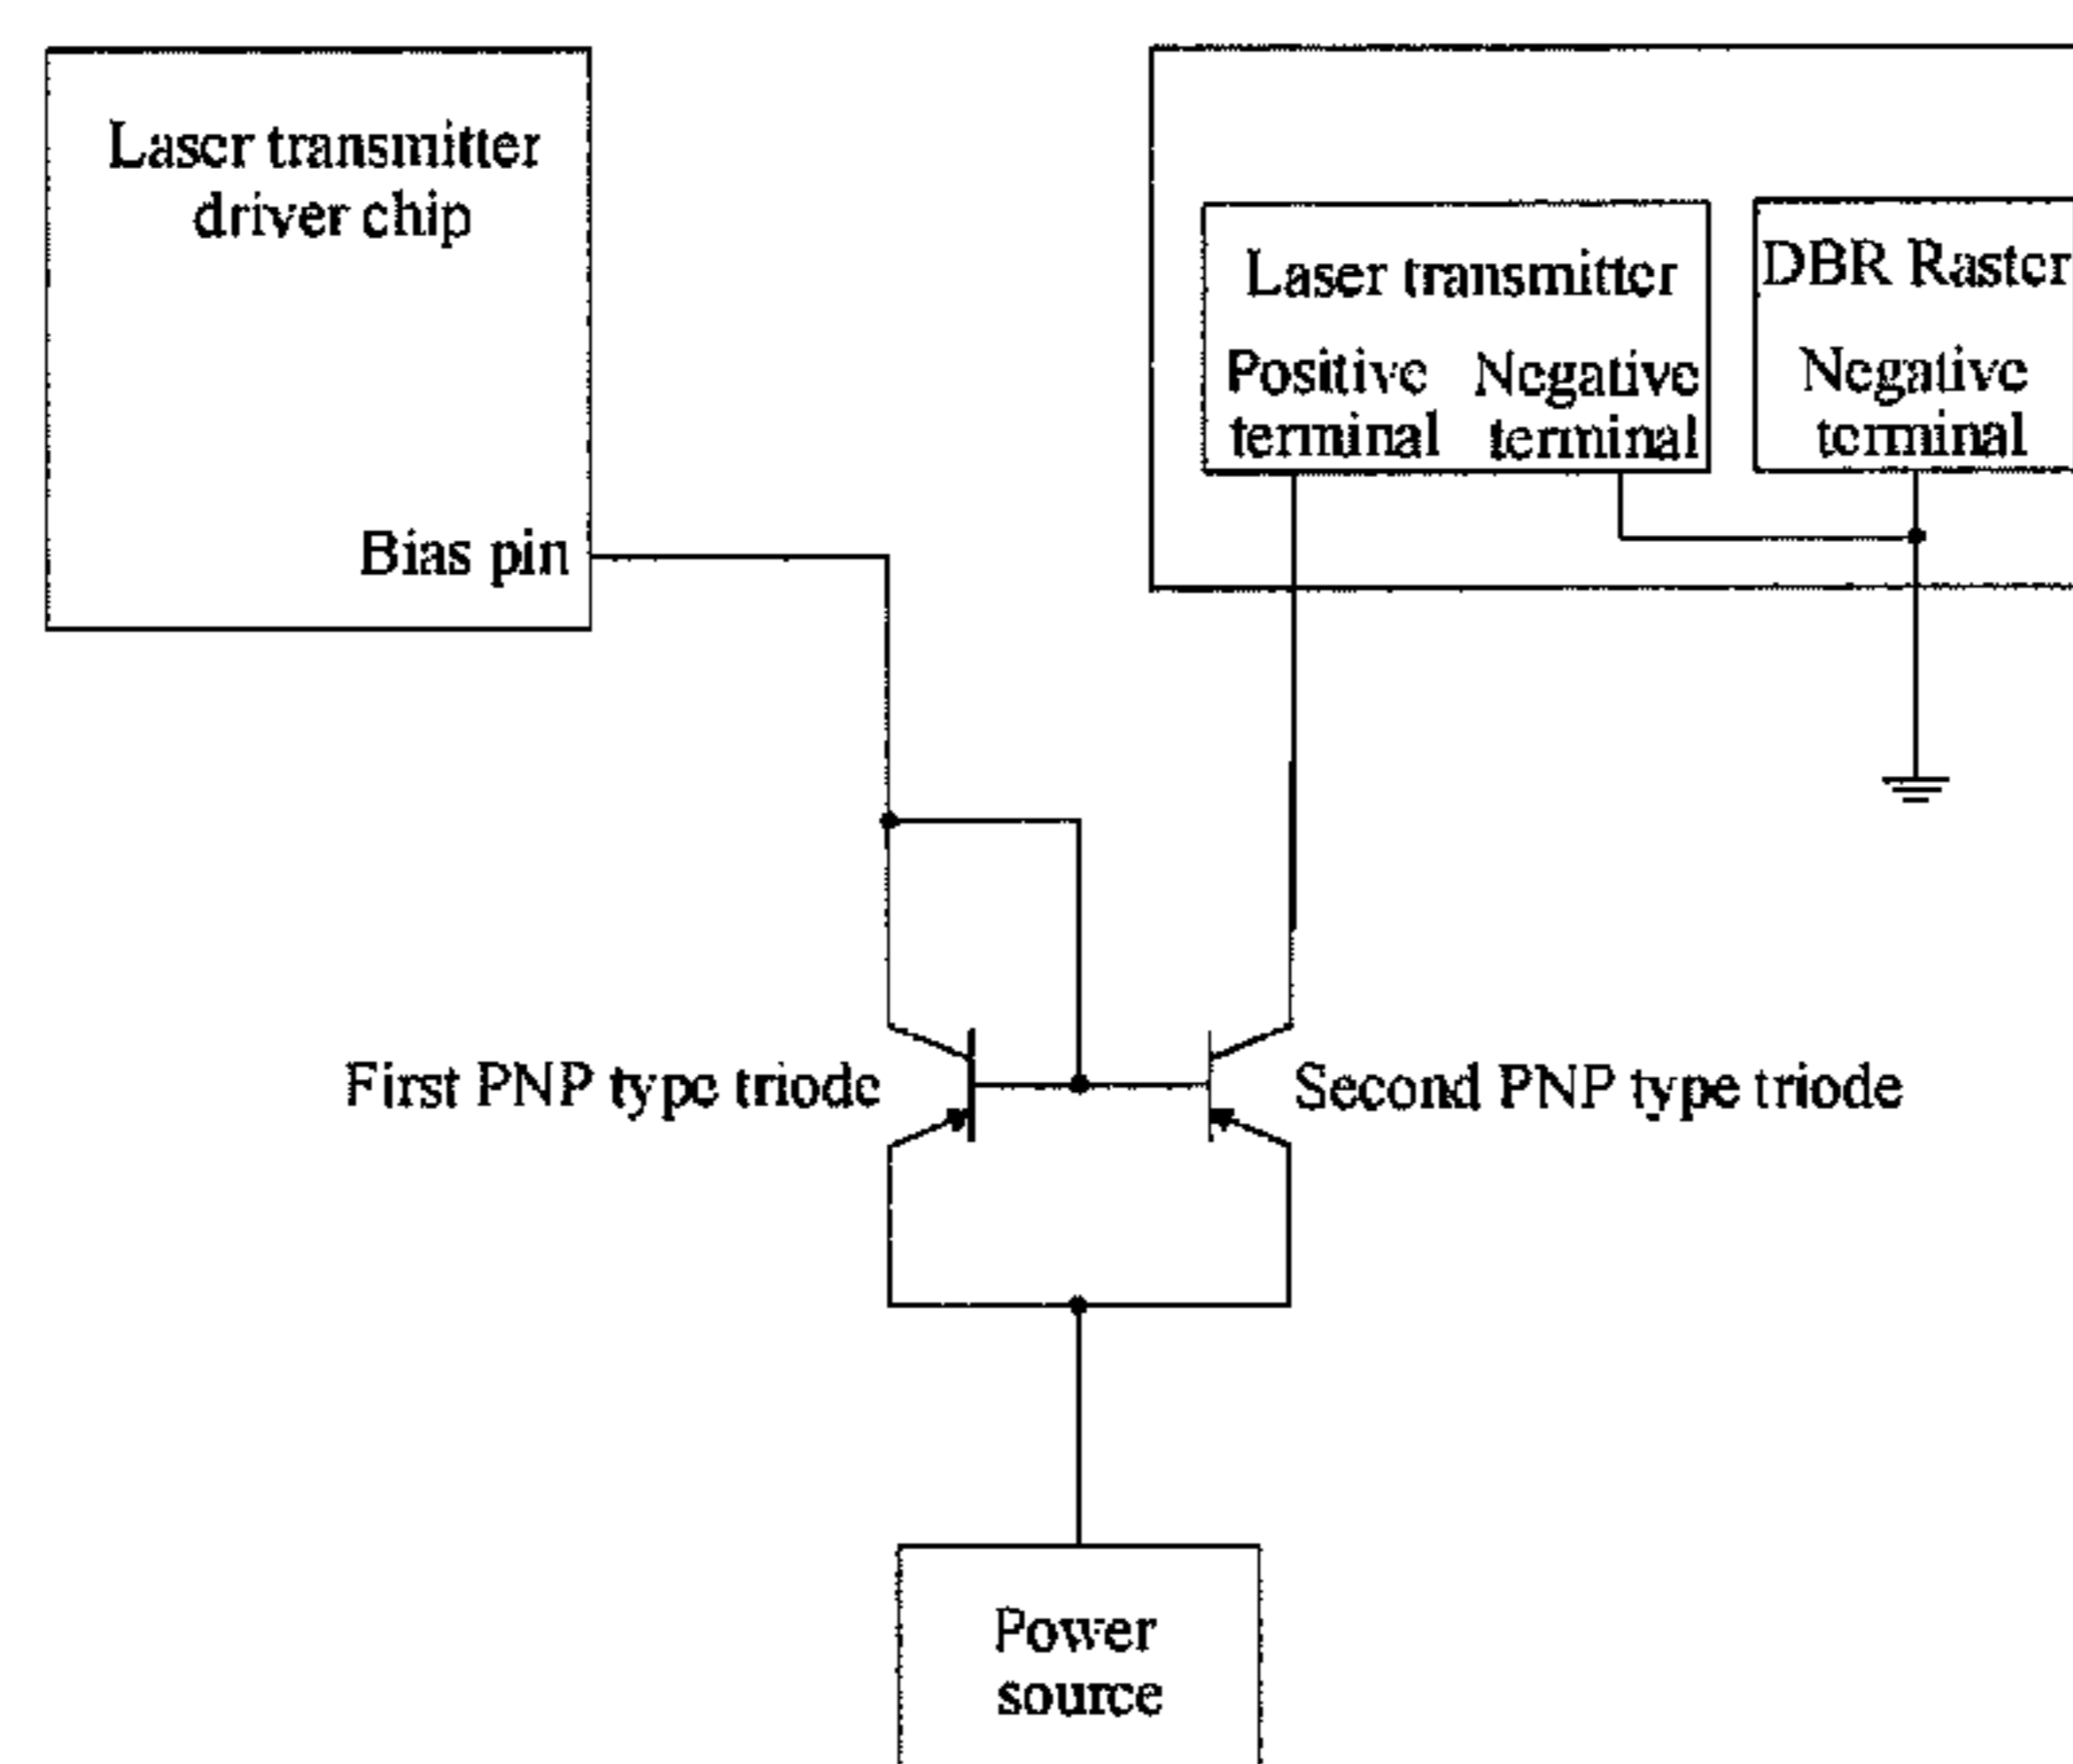 Laser transmitter
driver chip
Bias pin
Laser transmitter
Positive Negative
terminal terminal
DBR Raster
Negative
terminal
First PNP type triode
Second PNP type triode
Power
source